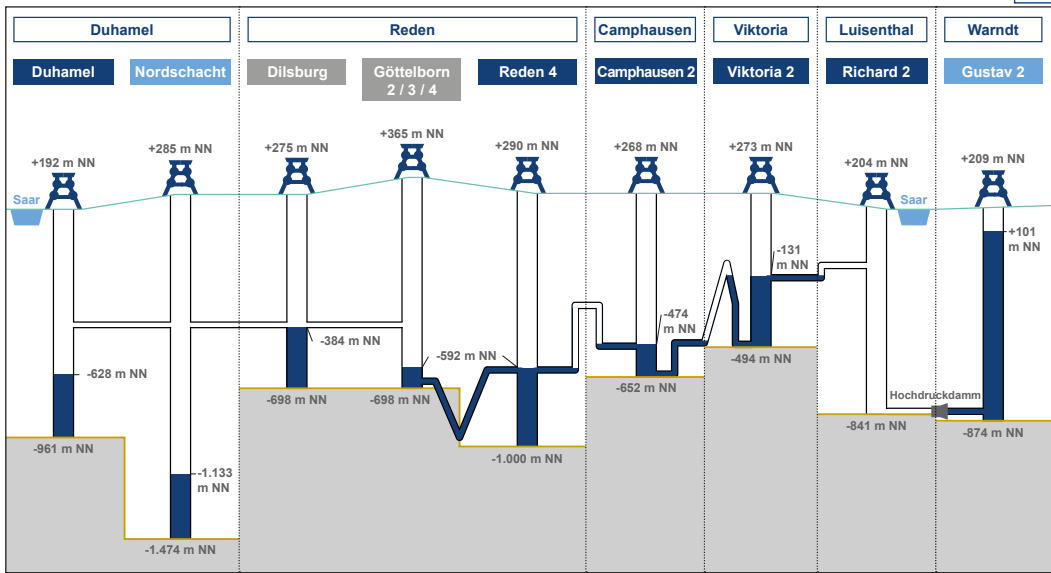 Duhamel
Reden
Camphausen
Viktoria
Luisenthal
Warndt
Duhamel
Nordschacht
Dilsburg
Göttelborn
2 / 3 / 4
Reden 4
Camphausen 2
Viktoria 2
Richard 2
Gustav 2
+192 m NN
+285 m NN
+275 m NN
+365 m NN
+290 m NN
+268 m NN
+273 m NN
+204 m NN
+209 m NN
Saar
Saar
+101
m NN
-131
m NN
-474
m NN
-384 m NN
-592 m NN
-494 m NN
-628 m NN
-698 m NN
-698 m NN
-652 m NN
Hochdruckdamm
-841 m NN
-874 m NN
-961 m NN
-1.000 m NN
-1.133
m NN
-1.474 m NN